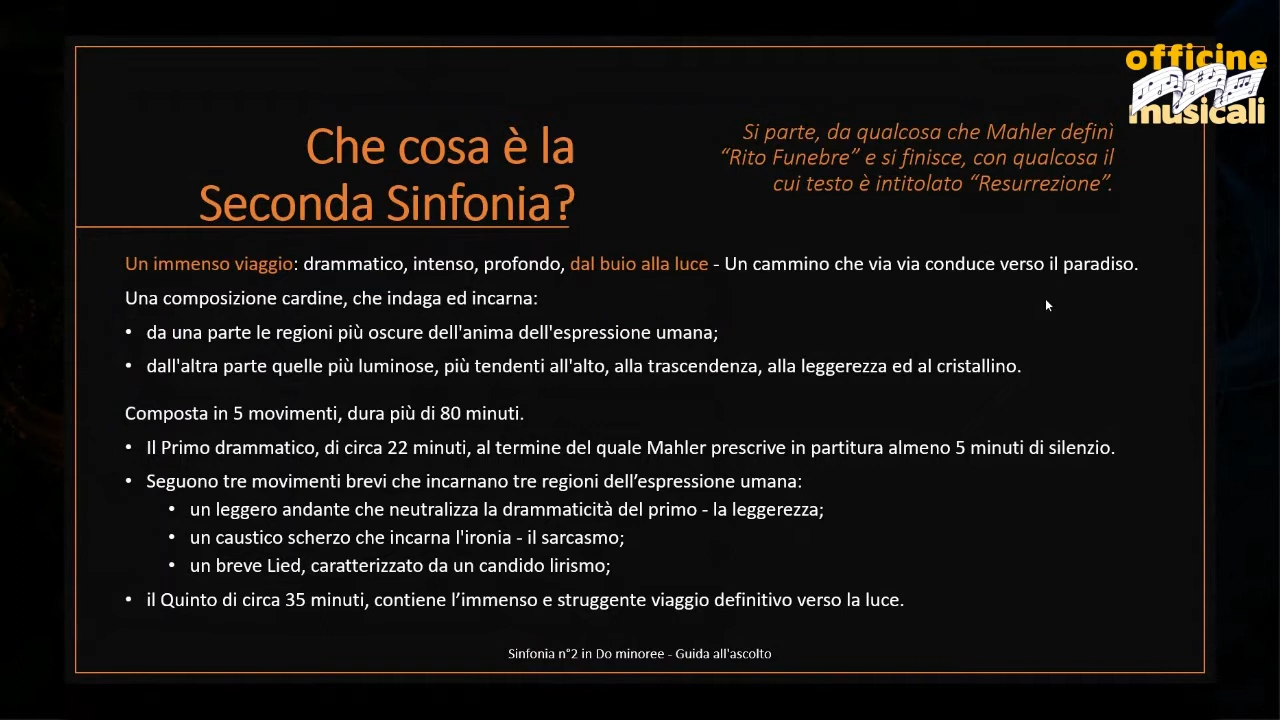 officine
musicali
Che cosa è la
Seconda Sinfonia?
Si parte, da qualcosa che Mahler definì
“Rito Funebre” e si finisce, con qualcosa il
cui testo è intitolato “Resurrezione”.
Un immenso viaggio: drammatico, intenso, profondo, dal buio alla luce - Un cammino che via via conduce verso il paradiso.
Una composizione cardine, che indaga ed incarna:
• da una parte le regioni più oscure dell'anima dell'espressione umana;
• dall'altra parte quelle più luminose, più tendenti all'alto, alla trascendenza, alla leggerezza ed al cristallino.
Composta in 5 movimenti, dura più di 80 minuti.
• Il Primo drammatico, di circa 22 minuti, al termine del quale Mahler prescrive in partitura almeno 5 minuti di silenzio.
• Seguono tre movimenti brevi che incarnano tre regioni dell’espressione umana:
• un leggero andante che neutralizza la drammaticità del primo - la leggerezza;
• un caustico scherzo che incarna l'ironia - il sarcasmo;
• un breve Lied, caratterizzato da un candido lirismo;
• il Quinto di circa 35 minuti, contiene l’immenso e struggente viaggio definitivo verso la luce.
Sinfonia n°2 in Do minoree - Guida all'ascolto